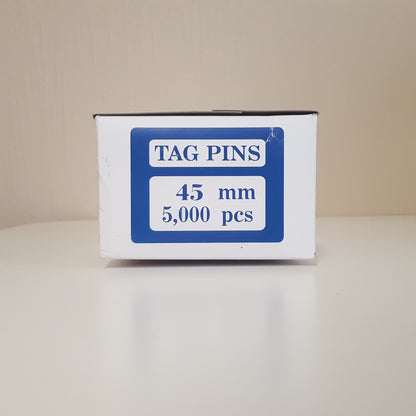 TAG PINS
45 mm
5,000 pcs